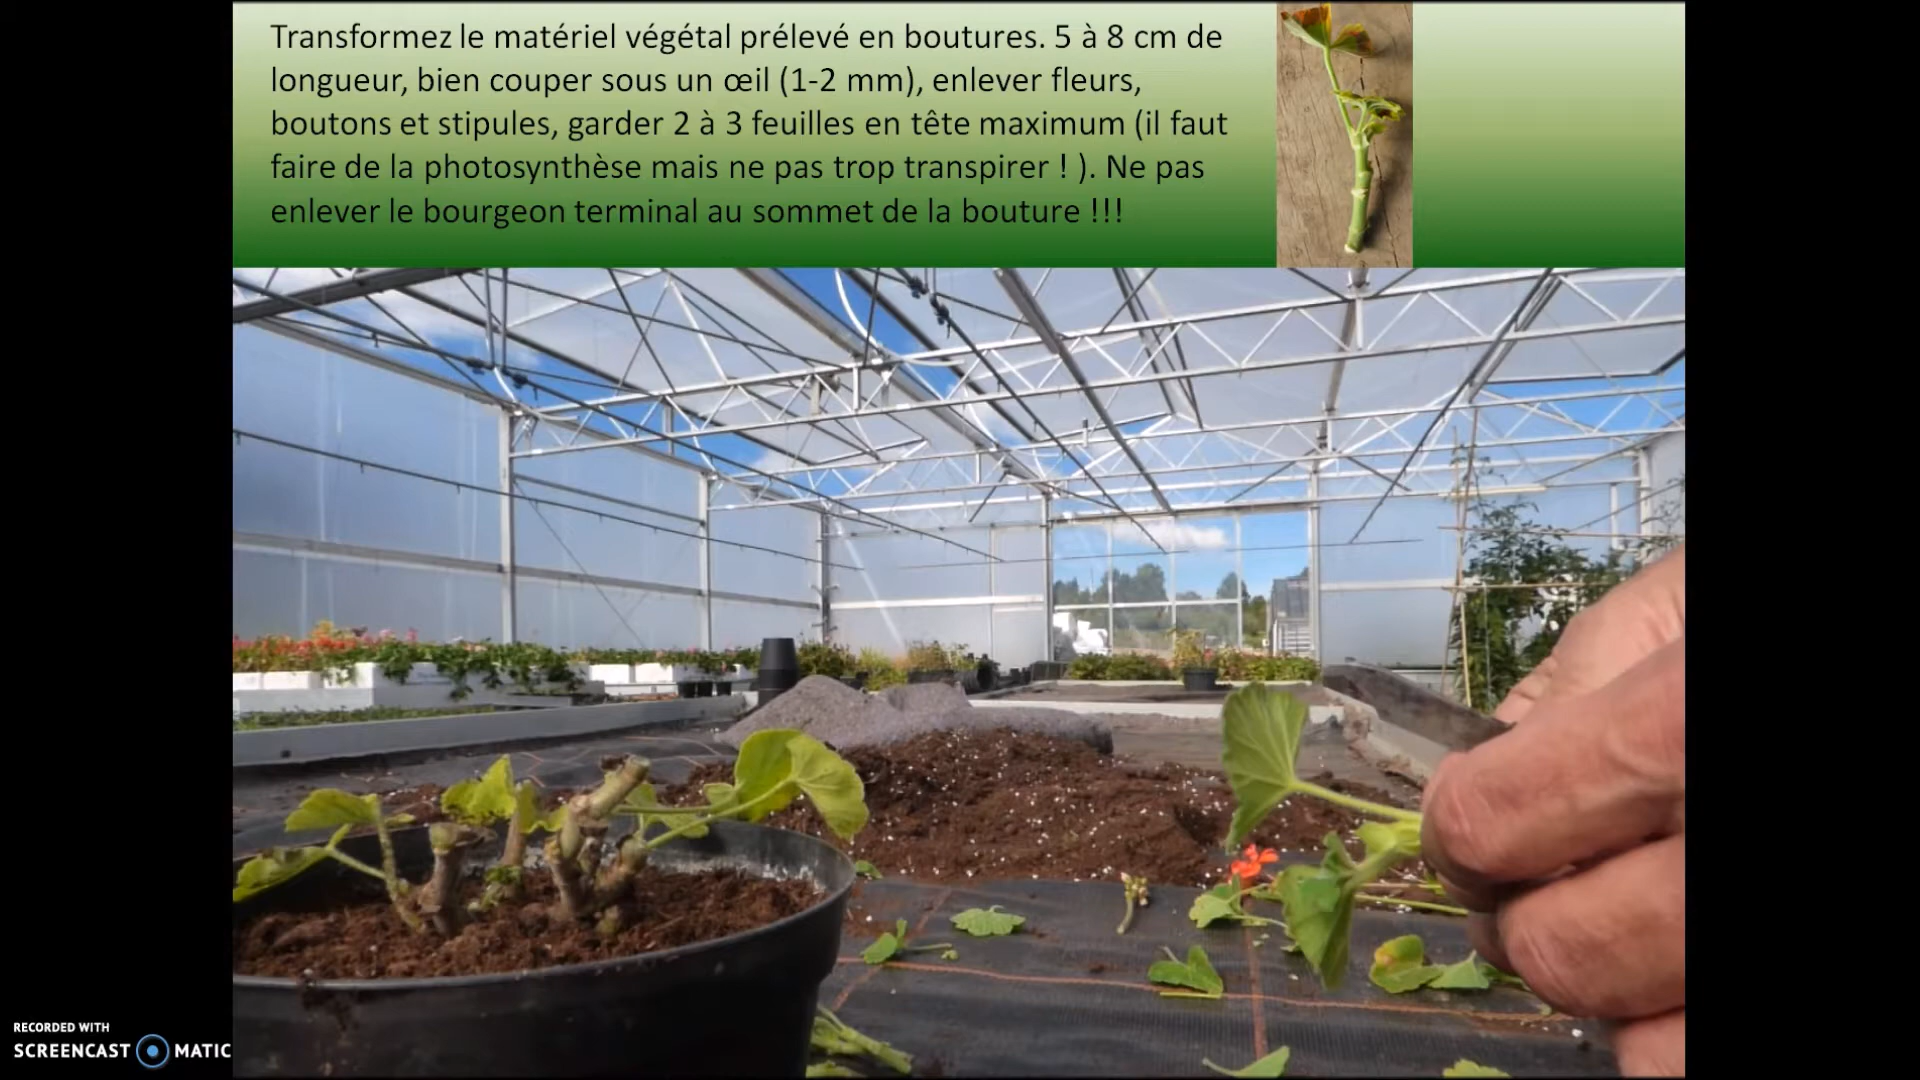 Transformez le matériel végétal prélevé en boutures. 5 à 8 cm de
longueur, bien couper sous un œil (1-2 mm), enlever fleurs,
boutons et stipules, garder 2 à 3 feuilles en tête maximum (il faut
faire de la photosynthèse mais ne pas trop transpirer ! ). Ne pas
enlever le bourgeon terminal au sommet de la bouture !!!
RECORDED WITH
SCREENCAST MATIC